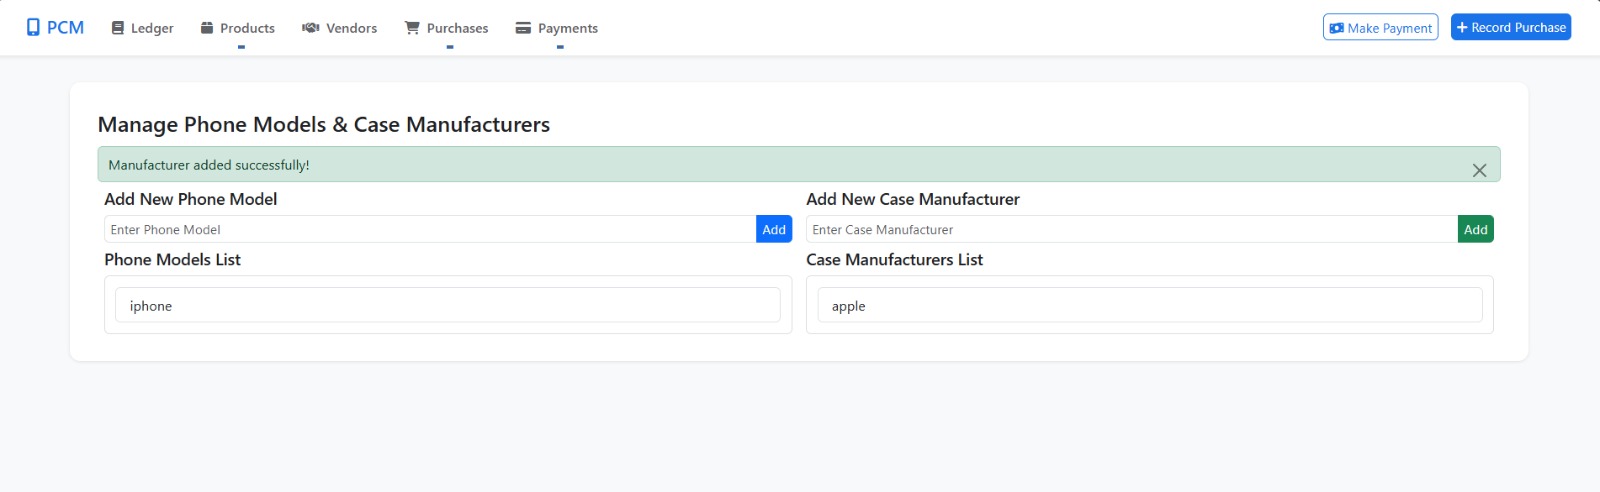 PCM Ledger Products Vendors Purchases Payments Make Payment + Record Purchase
Manage Phone Models & Case Manufacturers
Manufacturer added successfully!
Add New Phone Model
Enter Phone Model Add
Phone Models List
iphone
Add New Case Manufacturer
Enter Case Manufacturer Add
Case Manufacturers List
apple